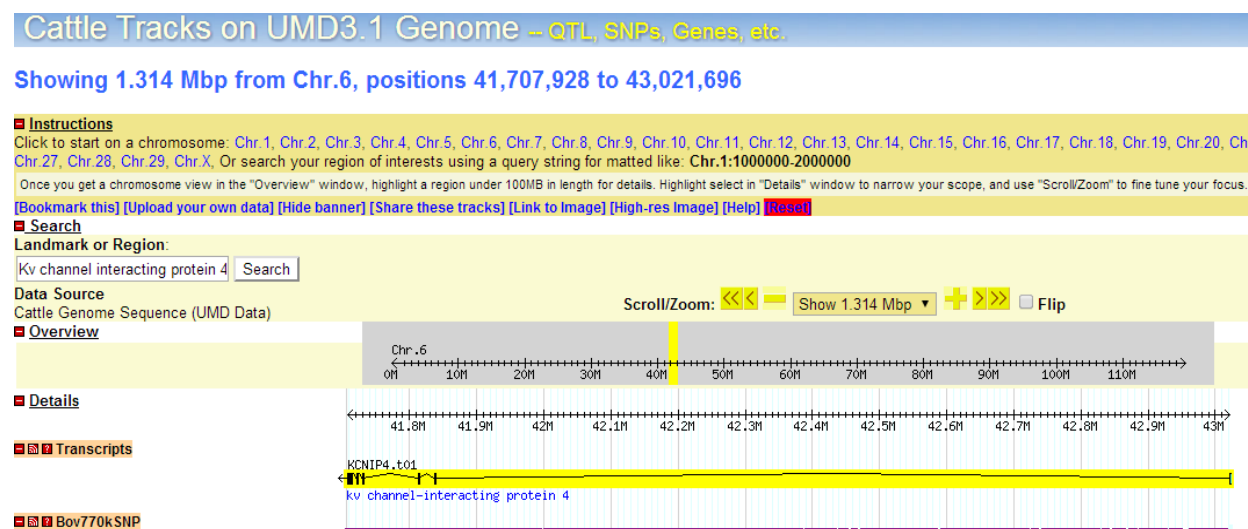 Cattle Tracks on UMD3.1 Genome -- QTL, SNPs, Genes, etc.
Showing 1.314 Mbp from Chr.6, positions 41,707,928 to 43,021,696
Instructions
Click to start on a chromosome: Chr.1, Chr.2, Chr.3, Chr.4, Chr.5, Chr.6, Chr.7, Chr.8, Chr.9, Chr.10, Chr.11, Chr.12, Chr.13, Chr.14, Chr.15, Chr.16, Chr.17, Chr.18, Chr.19, Chr.20, Ch
Chr.27, Chr.28, Chr.29, Chr.X, Or search your region of interests using a query string for matted like: Chr.1:1000000-2000000
Once you get a chromosome view in the "Overview" window, highlight a region under 100MB in length for details. Highlight select in "Details" window to narrow your scope, and use "Scroll/Zoom" to fine tune your focus.
[Bookmark this] [Upload your own data] [Hide banner] [Share these tracks] [Link to Image] [High-res Image] [Help] [Reset]
Search
Landmark or Region:
Kv channel interacting protein 4 Search
Data Source
Cattle Genome Sequence (UMD Data)
Scroll/Zoom: << < Show 1.314 Mbp > >> Flip
Overview
Chr.6
0M 10M 20M 30M 40M 50M 60M 70M 80M 90M 100M 110M
Details
41.8M 41.9M 42M 42.1M 42.2M 42.3M 42.4M 42.5M 42.6M 42.7M 42.8M 42.9M 43M
Transcripts
KCNIP4.t01
kv channel-interacting protein 4
Bov770kSNP